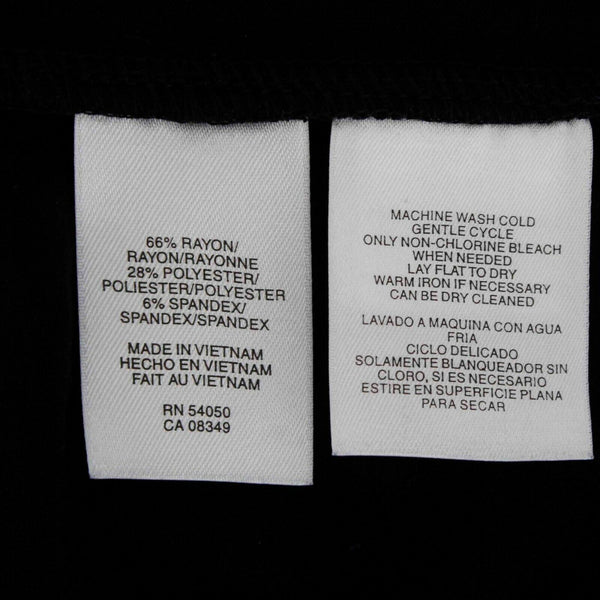 66% RAYON/
RAYON/RAYONNE
28% POLYESTER/
POLIESTER/POLYESTER
6% SPANDEX/
SPANDEX/SPANDEX
MADE IN VIETNAM
HECHO EN VIETNAM
FAIT AU VIETNAM
RN 54050
CA 08349
MACHINE WASH COLD
GENTLE CYCLE
ONLY NON-CHLORINE BLEACH
WHEN NEEDED
LAY FLAT TO DRY
WARM IRON IF NECESSARY
CAN BE DRY CLEANED
LAVADO A MAQUINA CON AGUA
FRIA
CICLO DELICADO
SOLAMENTE BLANQUEADOR SIN
CLORO, SI ES NECESARIO
ESTIRE EN SUPERFICIE PLANA
PARA SECAR